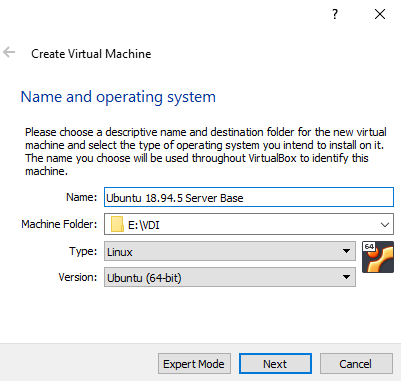 ?
Create Virtual Machine
Name and operating system
Please choose a descriptive name and destination folder for the new virtual
machine and select the type of operating system you intend to install on it.
The name you choose will be used throughout VirtualBox to identify this
machine.
Name: Ubuntu 18.94.5 Server Base
Machine Folder: E:\VDI
Type: Linux
64
Version: Ubuntu (64-bit)
Expert Mode Next Cancel